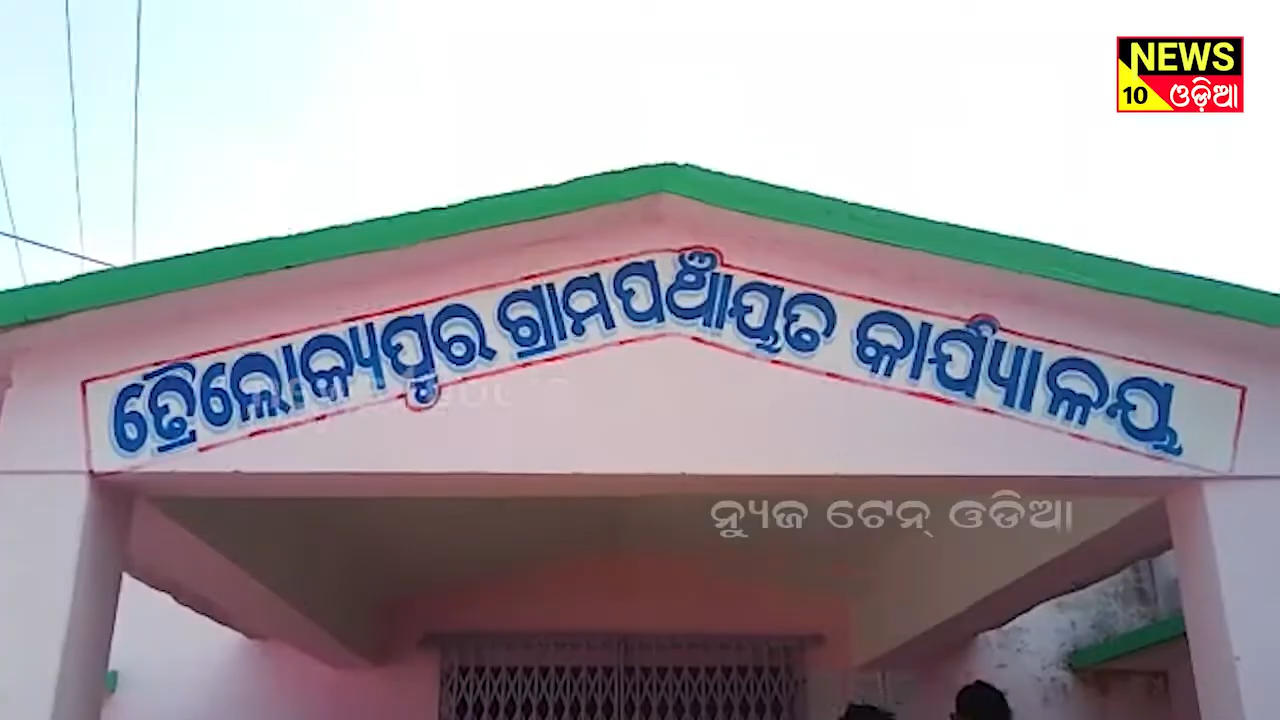 NEWS
10 ଓଡ଼ିଆ
ତ୍ରୈଲୋକ୍ୟପୁର ଗ୍ରାମପଞ୍ଚାୟତ କାର୍ଯ୍ୟାଳୟ
ନ୍ୟୁଜ ଟେନ୍ ଓଡିଆ